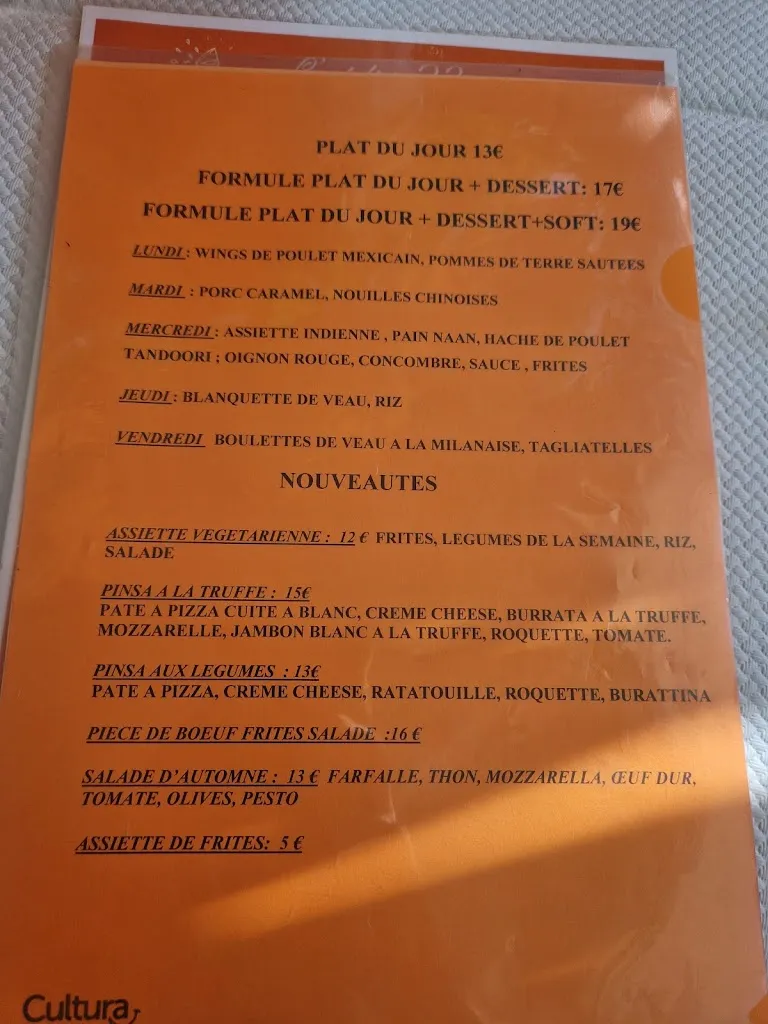 PLAT DU JOUR 13€
FORMULE PLAT DU JOUR + DESSERT: 17€
FORMULE PLAT DU JOUR + DESSERT+SOFT: 19€
LUNDI : WINGS DE POULET MEXICAIN, POMMES DE TERRE SAUTEES
MARDI : PORC CARAMEL, NOUILLES CHINOISES
MERCREDI : ASSIETTE INDIENNE , PAIN NAAN, HACHE DE POULET
TANDOORI ; OIGNON ROUGE, CONCOMBRE, SAUCE , FRITES
JEUDI : BLANQUETTE DE VEAU, RIZ
VENDREDI BOULETTES DE VEAU A LA MILANAISE, TAGLIATELLES
NOUVEAUTES
ASSIETTE VEGETARIENNE : 12 € FRITES, LEGUMES DE LA SEMAINE, RIZ,
SALADE
PINSA A LA TRUFFE : 15€
PATE A PIZZA CUITE A BLANC, CREME CHEESE, BURRATA A LA TRUFFE,
MOZZARELLE, JAMBON BLANC A LA TRUFFE, ROQUETTE, TOMATE.
PINSA AUX LEGUMES : 13€
PATE A PIZZA, CREME CHEESE, RATATOUILLE, ROQUETTE, BURATTINA
PIECE DE BOEUF FRITES SALADE :16 €
SALADE D'AUTOMNE : 13 € FARFALLE, THON, MOZZARELLA, ŒUF DUR,
TOMATE, OLIVES, PESTO
ASSIETTE DE FRITES: 5 €
Cultura